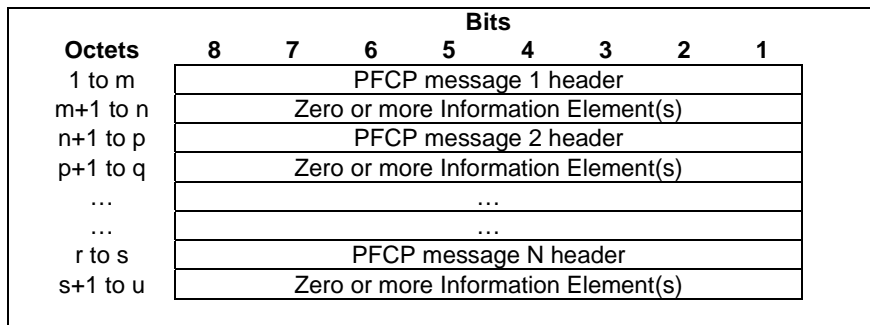 Bits
Octets 8 7 6 5 4 3 2 1
1 to m PFCP message 1 header
m+1 to n Zero or more Information Element(s)
n+1 to p PFCP message 2 header
p+1 to q Zero or more Information Element(s)
… …
… …
r to s PFCP message N header
s+1 to u Zero or more Information Element(s)